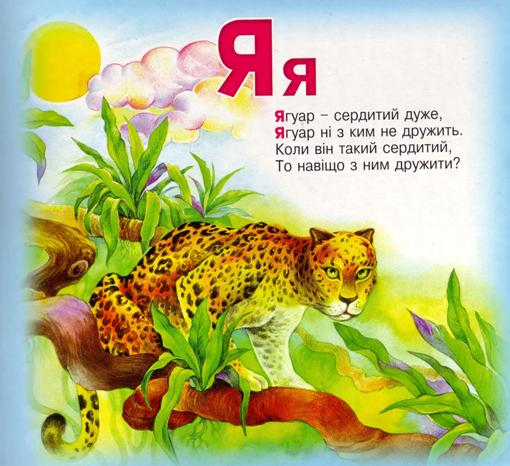 Я я
Ягуар – сердитий дуже,
Ягуар ні з ким не дружить.
Коли він такий сердитий,
То навіщо з ним дружити?